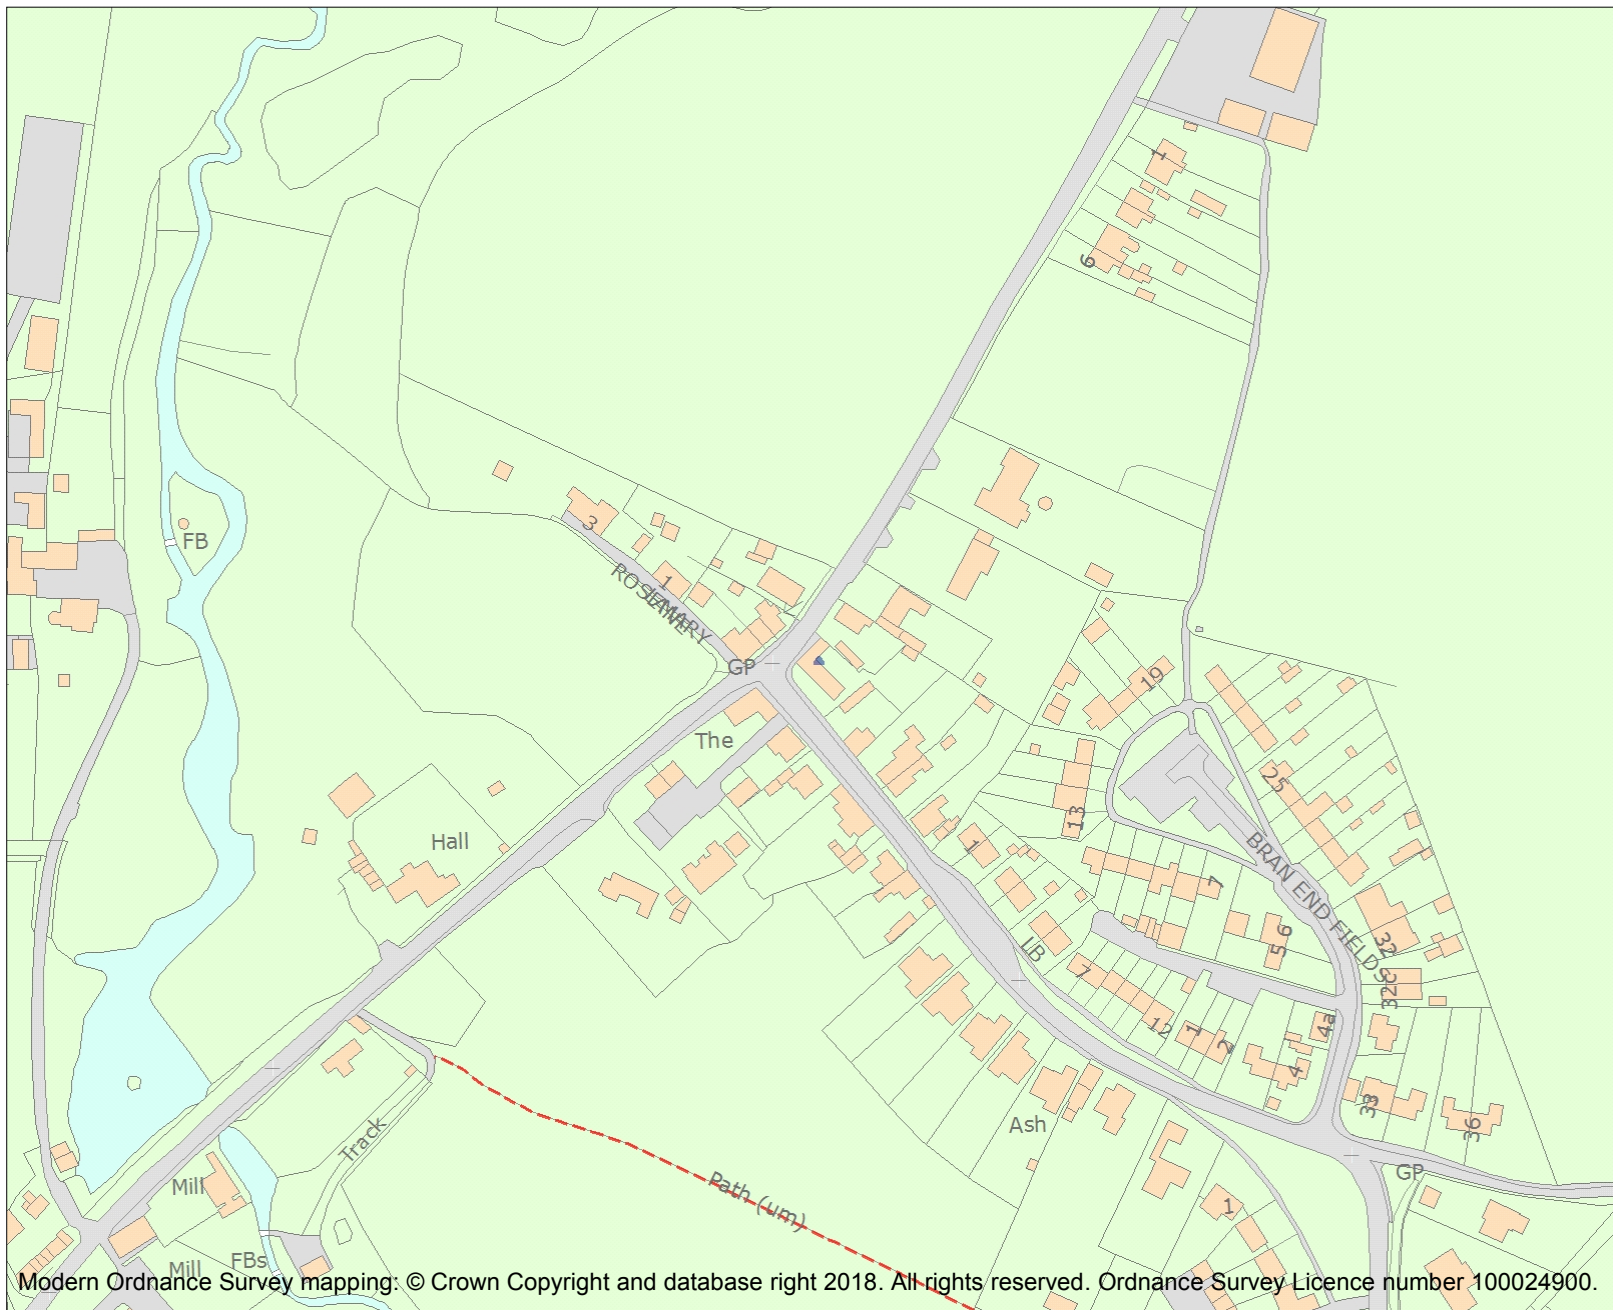 1
6
FB
3
1
ROSEMARY
LANE
GP
19
The
25
13
Hall
1
7
BRAN END FIELDS
5 6
32
LB
7
32c
12
1
2
4a
4
33
36
Ash
Track
GP
Path (um)
Mill
1
FBs
Mill
Modern Ordnance Survey mapping: © Crown Copyright and database right 2018. All rights reserved. Ordnance Survey Licence number 100024900.